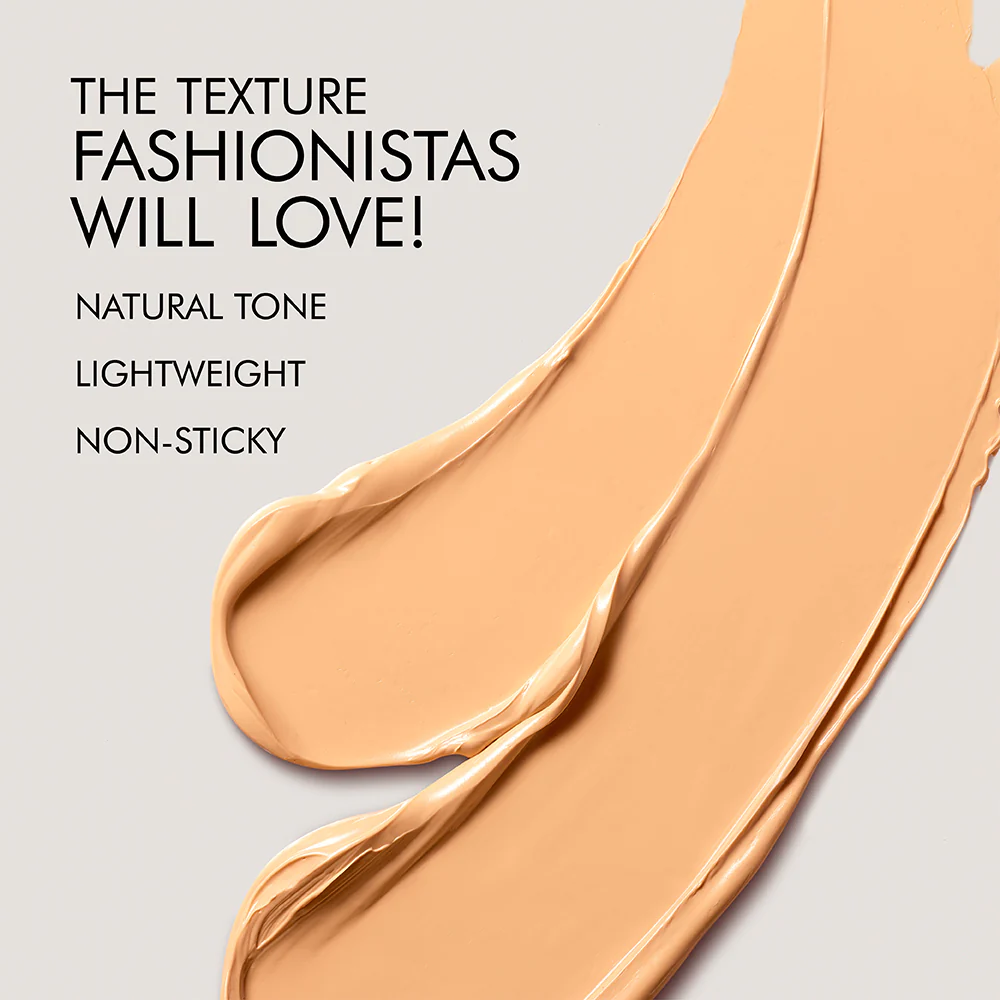 THE TEXTURE
FASHIONISTAS
WILL LOVE!
NATURAL TONE
LIGHTWEIGHT
NON-STICKY